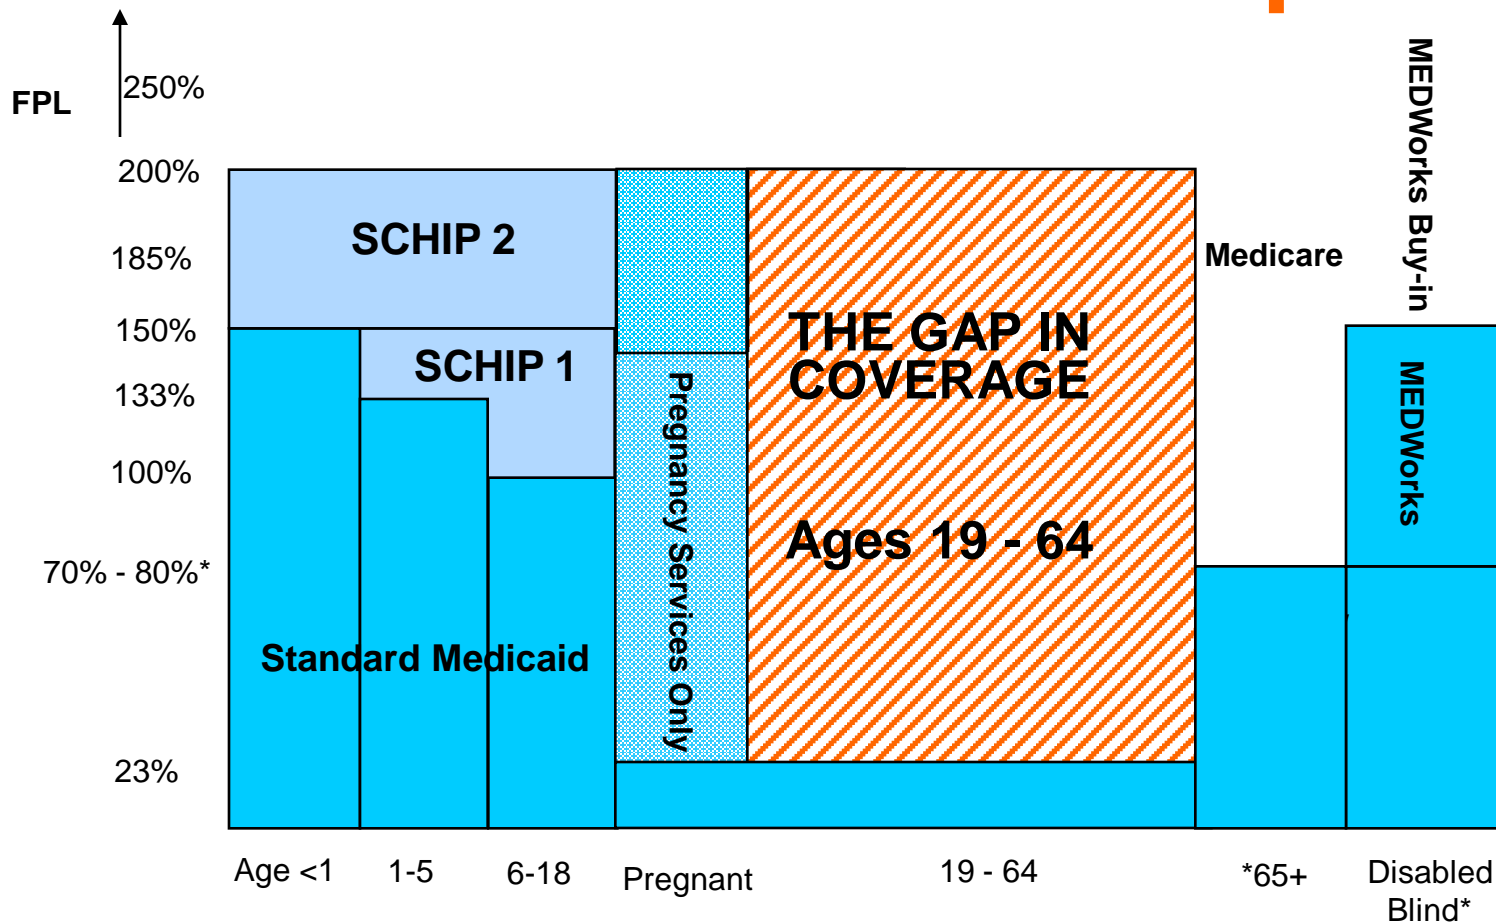 250%
FPL
200%
185%
150%
133%
100%
70% - 80%*
23%
SCHIP 2
SCHIP 1
Standard Medicaid
Pregnancy Services Only
THE GAP IN
COVERAGE
Ages 19 - 64
Medicare
MEDWorks Buy-in
MEDWorks
Age <1
1-5
6-18
Pregnant
19 - 64
*65+
Disabled
Blind*